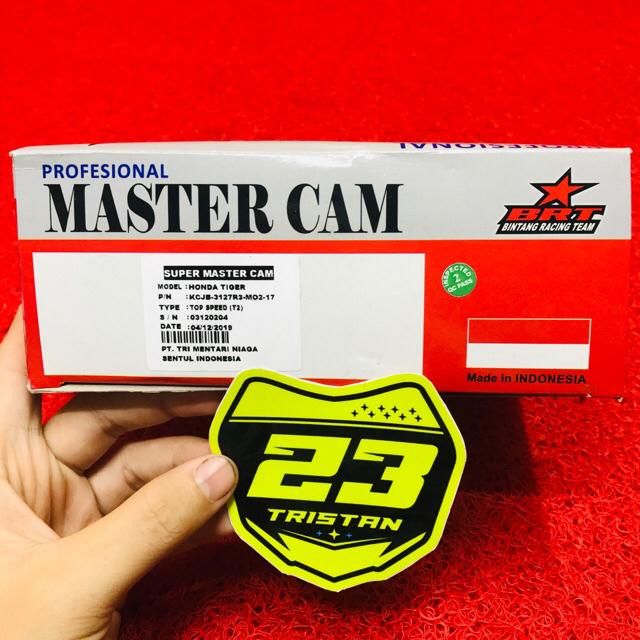 PROFESIONAL
PROFESIONAL
MASTER CAM
BRT
BINTANG RACING TEAM
SUPER MASTER CAM
MODEL : HONDA TIGER
P/N : KCJB-3127R3-MO2-17
TYPE : TOP SPEED (T2)
S / N : 03120204
DATE : 04/12/2019
PT. TRI MENTARI NIAGA
SENTUL INDONESIA
INSPECTED
2
QC PASS
Made in INDONESIA
23
TRISTAN